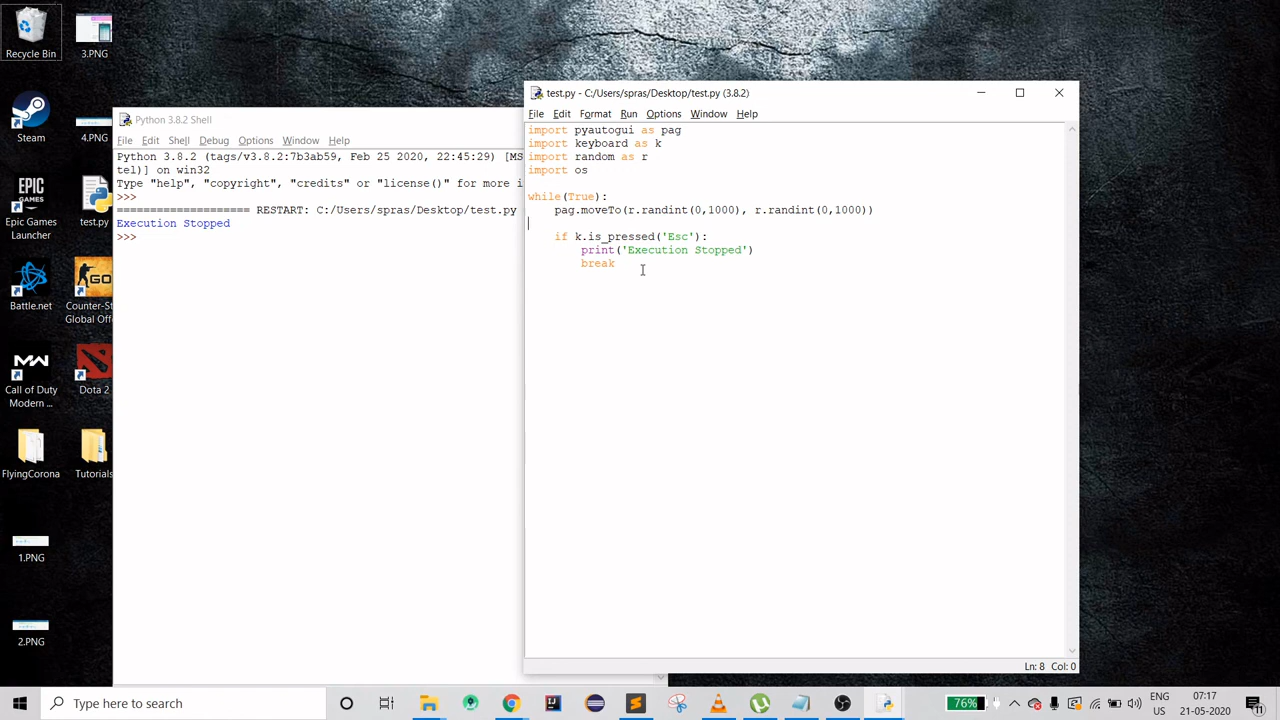 Recycle Bin
3.PNG
Steam
4.PNG
EPIC GAMES
Epic Games Launcher
test.py
Battle.net
GO
Counter-St
Global Off
Call of Duty
Modern ...
Dota 2
FlyingCorona
Tutorials
1.PNG
2.PNG
Python 3.8.2 Shell
File Edit Shell Debug Options Window Help
Python 3.8.2 (tags/v3.8.2:7b3ab59, Feb 25 2020, 22:45:29) [MS
tel)] on win32
Type "help", "copyright", "credits" or "license()" for more i
>>>
==================== RESTART: C:/Users/spras/Desktop/test.py
Execution Stopped
>>>
test.py - C:/Users/spras/Desktop/test.py (3.8.2)
File Edit Format Run Options Window Help
import pyautogui as pag
import keyboard as k
import random as r
import os
while(True):
pag.moveTo(r.randint(0,1000), r.randint(0,1000))
if k.is_pressed('Esc'):
print('Execution Stopped')
break
Ln: 8 Col: 0
Type here to search
76%
ENG
US
07:17
21-05-2020
11